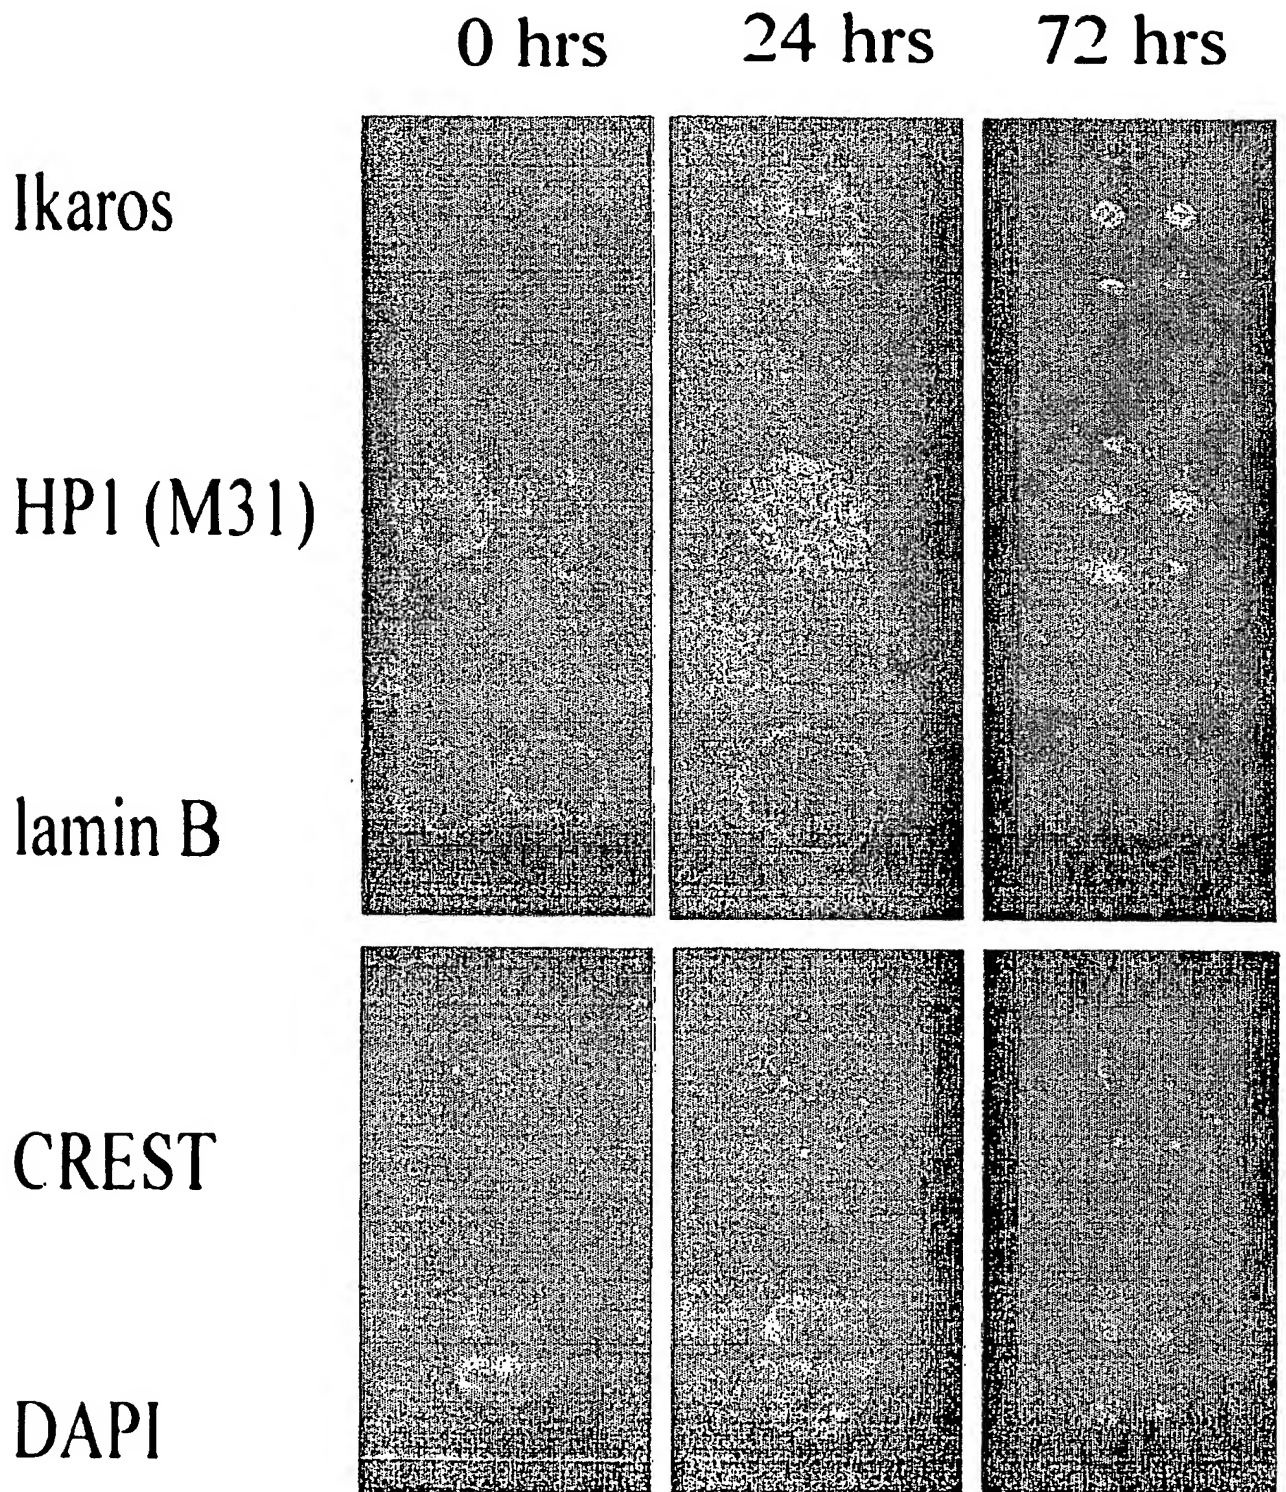 0 hrs 24 hrs 72 hrs
Ikaros
HP1 (M31)
lamin B
CREST
DAPI